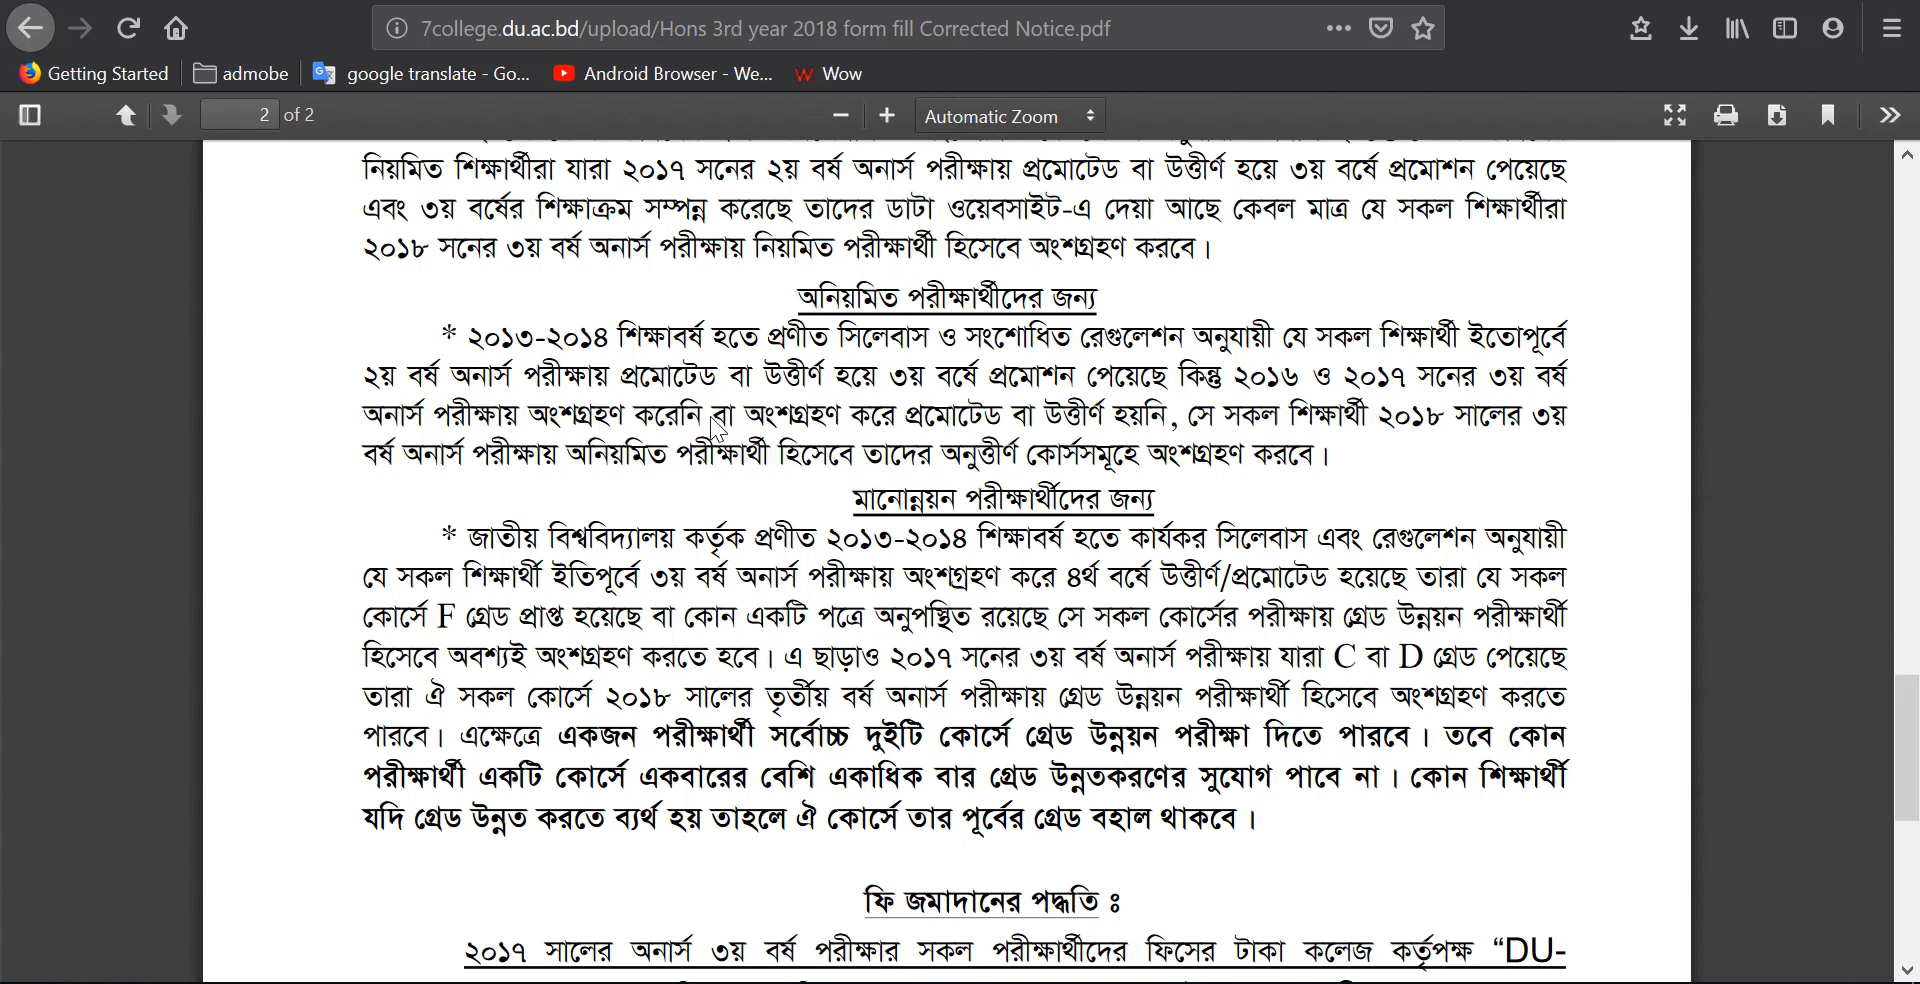 7college.du.ac.bd/upload/Hons 3rd year 2018 form fill Corrected Notice.pdf
Getting Started admobe google translate - Go... Android Browser - We... Wow
2 of 2 Automatic Zoom
নিয়মিত শিক্ষার্থীরা যারা ২০১৭ সনের ২য় বর্ষ অনার্স পরীক্ষায় প্রমোটেড বা উত্তীর্ণ হয়ে ৩য় বর্ষে প্রমোশন পেয়েছে
এবং ৩য় বর্ষের শিক্ষাক্রম সম্পন্ন করেছে তাদের ডাটা ওয়েবসাইট-এ দেয়া আছে কেবল মাত্র যে সকল শিক্ষার্থীরা
২০১৮ সনের ৩য় বর্ষ অনার্স পরীক্ষায় নিয়মিত পরীক্ষার্থী হিসেবে অংশগ্রহণ করবে।
অনিয়মিত পরীক্ষার্থীদের জন্য
* ২০১৩-২০১৪ শিক্ষাবর্ষ হতে প্রণীত সিলেবাস ও সংশোধিত রেগুলেশন অনুযায়ী যে সকল শিক্ষার্থী ইতোপূর্বে
২য় বর্ষ অনার্স পরীক্ষায় প্রমোটেড বা উত্তীর্ণ হয়ে ৩য় বর্ষে প্রমোশন পেয়েছে কিন্তু ২০১৬ ও ২০১৭ সনের ৩য় বর্ষ
অনার্স পরীক্ষায় অংশগ্রহণ করেনি বা অংশগ্রহণ করে প্রমোটেড বা উত্তীর্ণ হয়নি, সে সকল শিক্ষার্থী ২০১৮ সালের ৩য়
বর্ষ অনার্স পরীক্ষায় অনিয়মিত পরীক্ষার্থী হিসেবে তাদের অনুত্তীর্ণ কোর্সসমূহে অংশগ্রহণ করবে।
মানোন্নয়ন পরীক্ষার্থীদের জন্য
* জাতীয় বিশ্ববিদ্যালয় কর্তৃক প্রণীত ২০১৩-২০১৪ শিক্ষাবর্ষ হতে কার্যকর সিলেবাস এবং রেগুলেশন অনুযায়ী
যে সকল শিক্ষার্থী ইতিপূর্বে ৩য় বর্ষ অনার্স পরীক্ষায় অংশগ্রহণ করে ৪র্থ বর্ষে উত্তীর্ণ/প্রমোটেড হয়েছে তারা যে সকল
কোর্সে F গ্রেড প্রাপ্ত হয়েছে বা কোন একটি পত্রে অনুপস্থিত রয়েছে সে সকল কোর্সের পরীক্ষায় গ্রেড উন্নয়ন পরীক্ষার্থী
হিসেবে অবশ্যই অংশগ্রহণ করতে হবে। এ ছাড়াও ২০১৭ সনের ৩য় বর্ষ অনার্স পরীক্ষায় যারা C বা D গ্রেড পেয়েছে
তারা ঐ সকল কোর্সে ২০১৮ সালের তৃর্তীয় বর্ষ অনার্স পরীক্ষায় গ্রেড উন্নয়ন পরীক্ষার্থী হিসেবে অংশগ্রহণ করতে
পারবে। এক্ষেত্রে একজন পরীক্ষার্থী সর্বোচ্চ দুইটি কোর্সে গ্রেড উন্নয়ন পরীক্ষা দিতে পারবে। তবে কোন
পরীক্ষার্থী একটি কোর্সে একবারের বেশি একাধিক বার গ্রেড উন্নতকরণের সুযোগ পাবে না। কোন শিক্ষার্থী
যদি গ্রেড উন্নত করতে ব্যর্থ হয় তাহলে ঐ কোর্সে তার পূর্বের গ্রেড বহাল থাকবে।
ফি জমাদানের পদ্ধতি ঃ
২০১৭ সালের অনার্স ৩য় বর্ষ পরীক্ষার সকল পরীক্ষার্থীদের ফিসের টাকা কলেজ কর্তৃপক্ষ “DU-